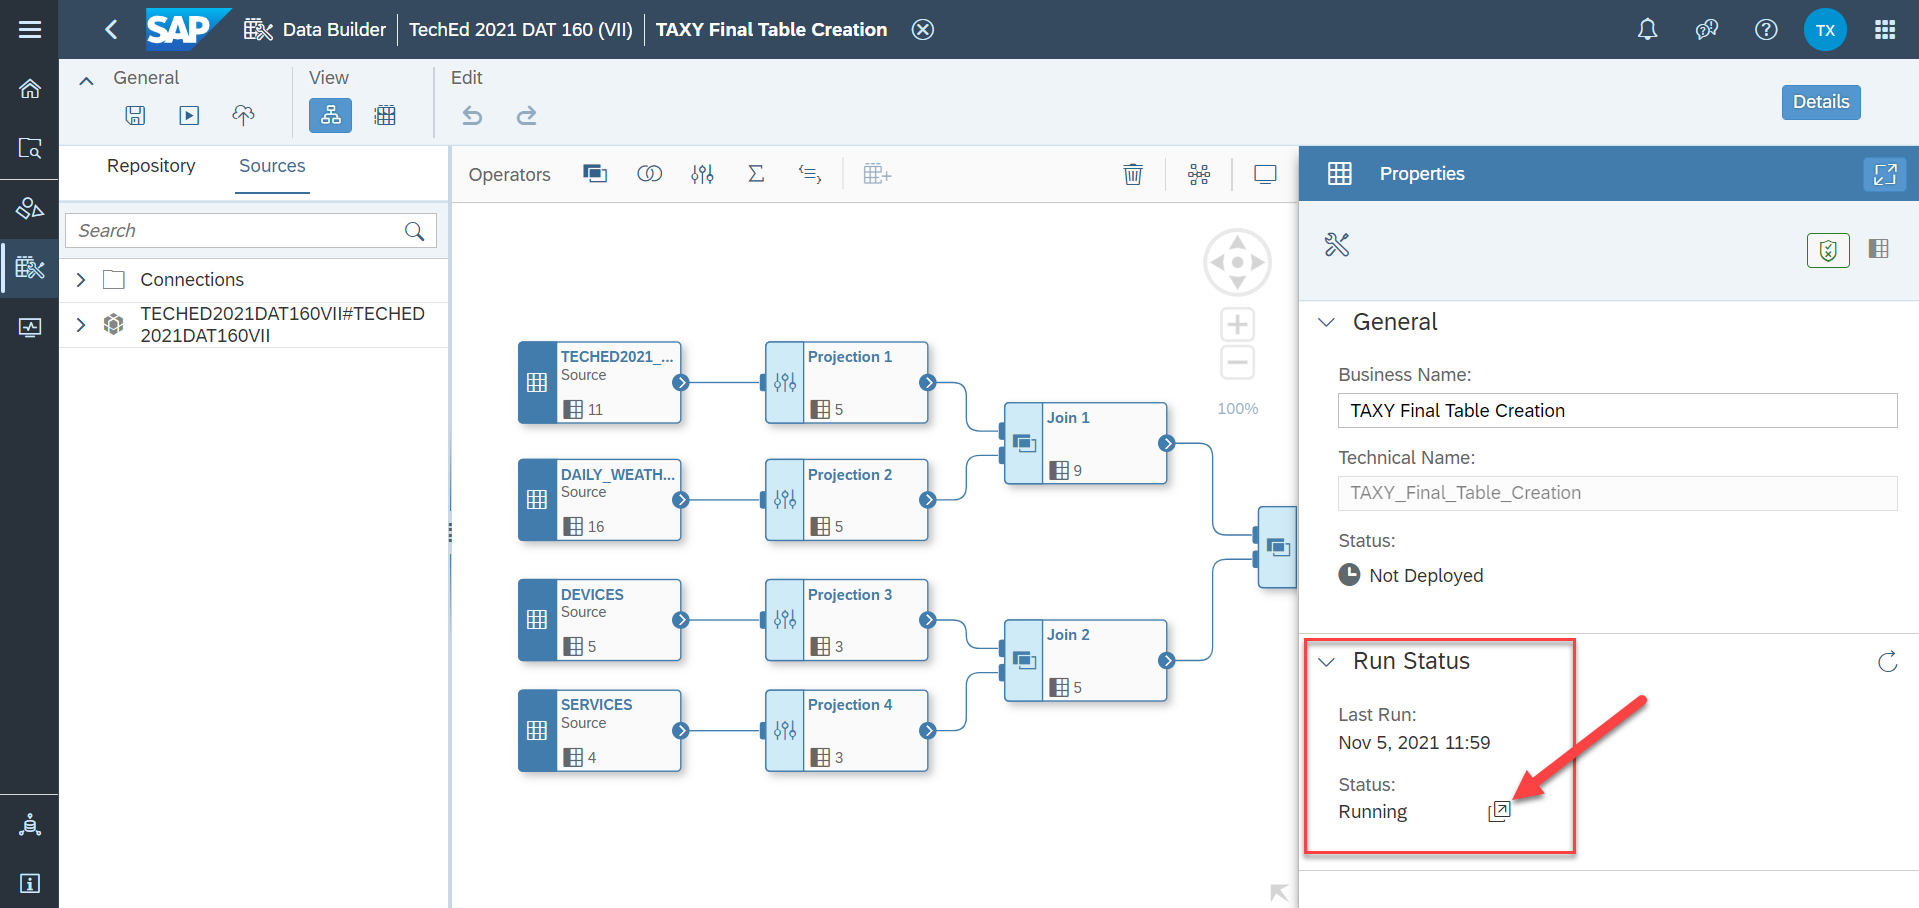 SAP Data Builder TechEd 2021 DAT 160 (VII) TAXY Final Table Creation TX
General View Edit
Details
Repository Sources
Search
Connections
TECHED2021DAT160VII#TECHED
2021DAT160VII
Operators
100%
TECHED2021_...
Source
11
Projection 1
5
Join 1
9
DAILY_WEATH...
Source
16
Projection 2
5
DEVICES
Source
5
Projection 3
3
Join 2
5
SERVICES
Source
4
Projection 4
3
Properties
General
Business Name:
TAXY Final Table Creation
Technical Name:
TAXY_Final_Table_Creation
Status:
Not Deployed
Run Status
Last Run:
Nov 5, 2021 11:59
Status:
Running